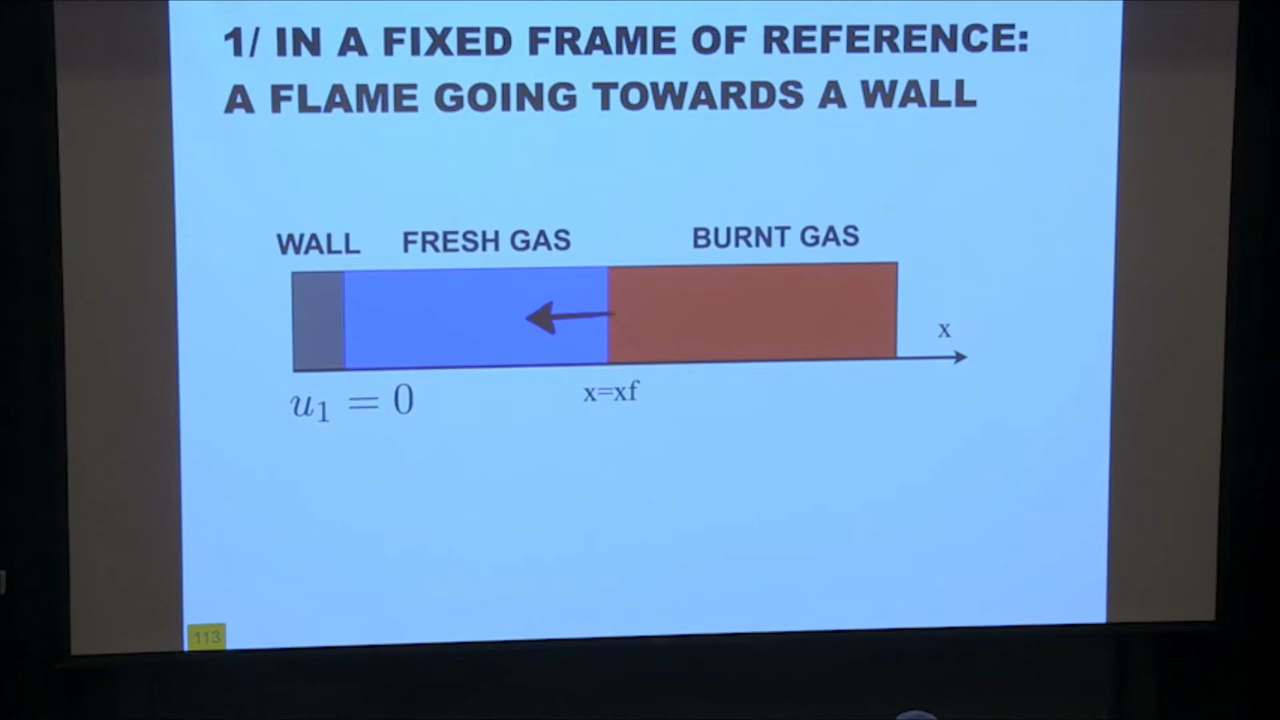 1/ IN A FIXED FRAME OF REFERENCE:
A FLAME GOING TOWARDS A WALL
WALL FRESH GAS BURNT GAS
x
u₁ = 0
x=xf
113